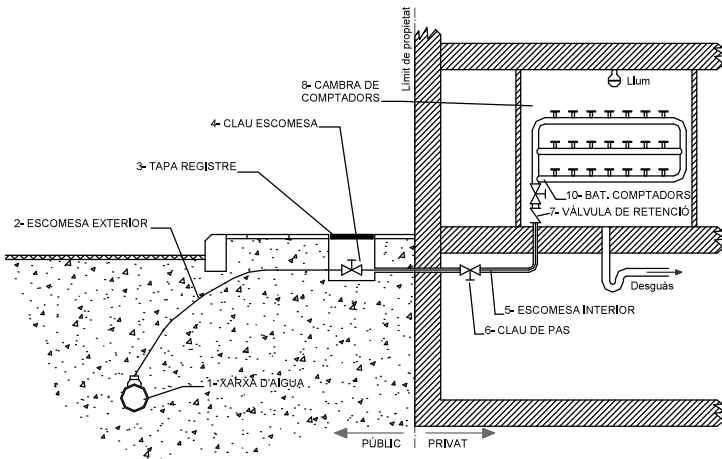 Límit de propietat
Llum
8- CAMBRA DE
COMPTADORS
4- CLAU ESCOMESA
3- TAPA REGISTRE
2- ESCOMESA EXTERIOR
10- BAT. COMPTADORS
7- VÀLVULA DE RETENCIÓ
Desguàs
5- ESCOMESA INTERIOR
6- CLAU DE PAS
1- XARXA D'AIGUA
PÚBLIC
PRIVAT